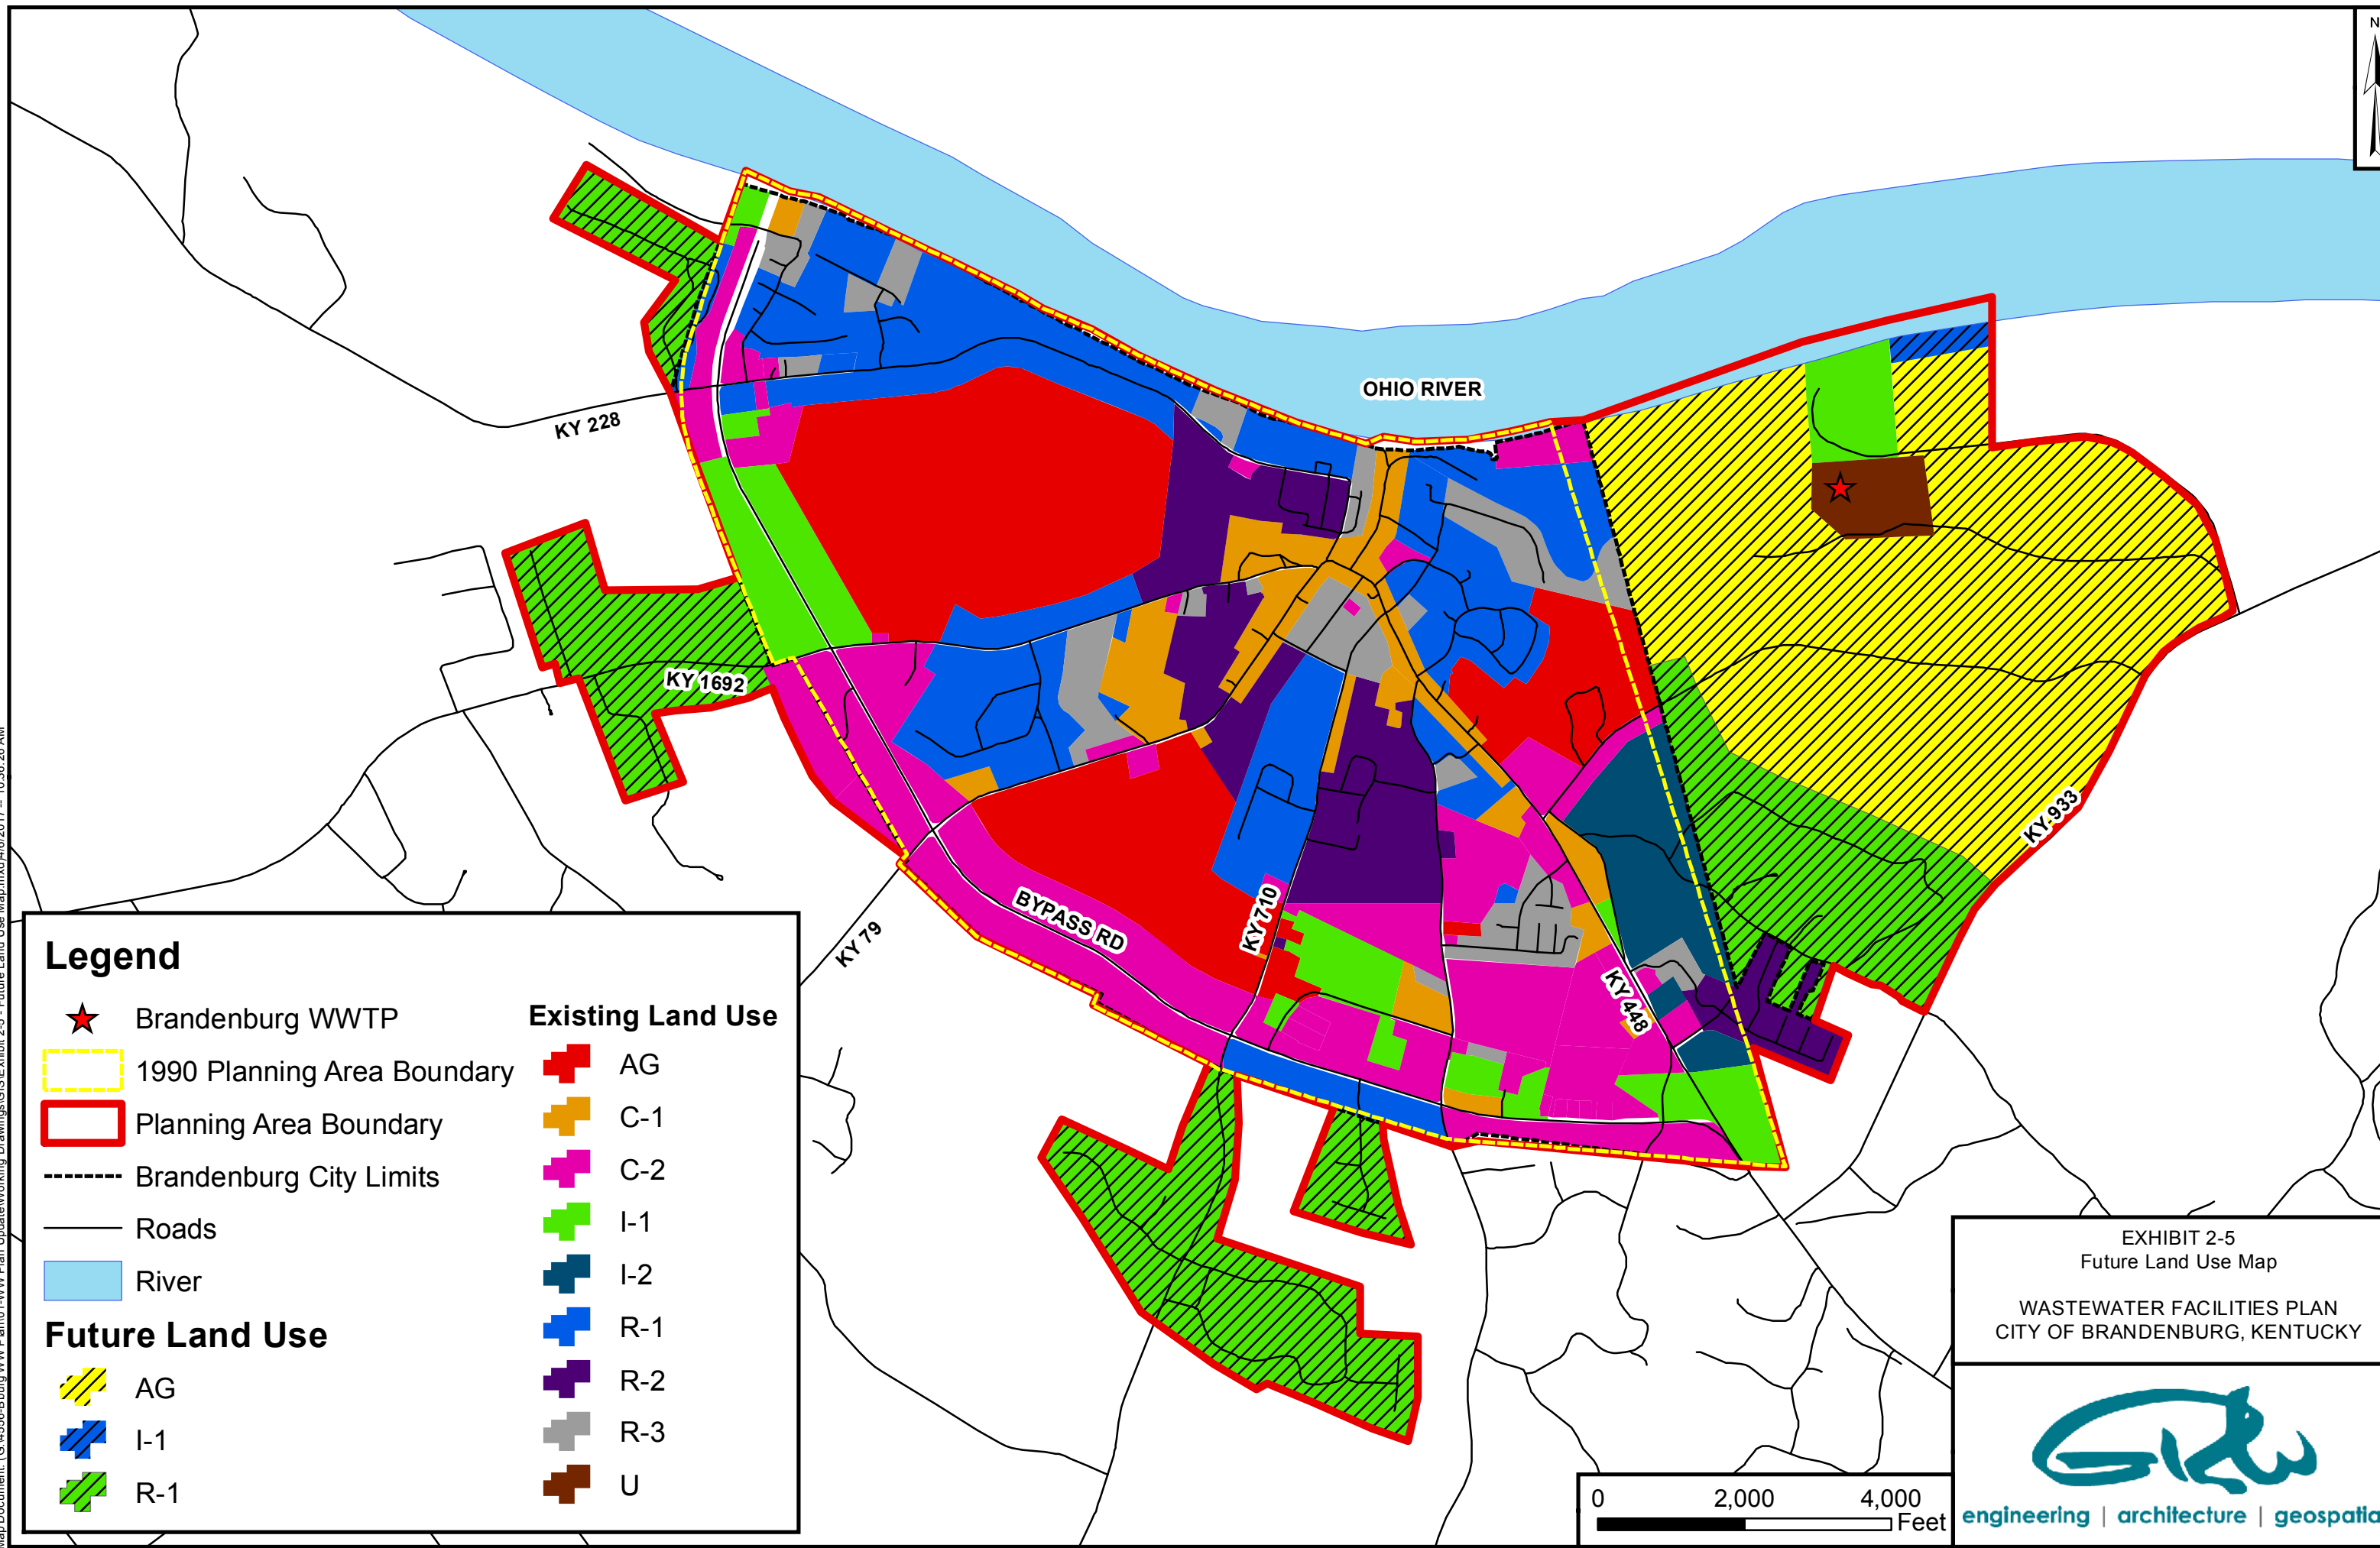 N
OHIO RIVER
KY 228
KY 1692
KY 933
KY 710
BYPASS RD
KY 79
KY 448
Legend
Brandenburg WWTP
1990 Planning Area Boundary
Planning Area Boundary
Brandenburg City Limits
Roads
River
Future Land Use
AG
I-1
R-1
Existing Land Use
AG
C-1
C-2
I-1
I-2
R-1
R-2
R-3
U
0 2,000 4,000
Feet
EXHIBIT 2-5
Future Land Use Map
WASTEWATER FACILITIES PLAN
CITY OF BRANDENBURG, KENTUCKY
GRW
engineering | architecture | geospatia